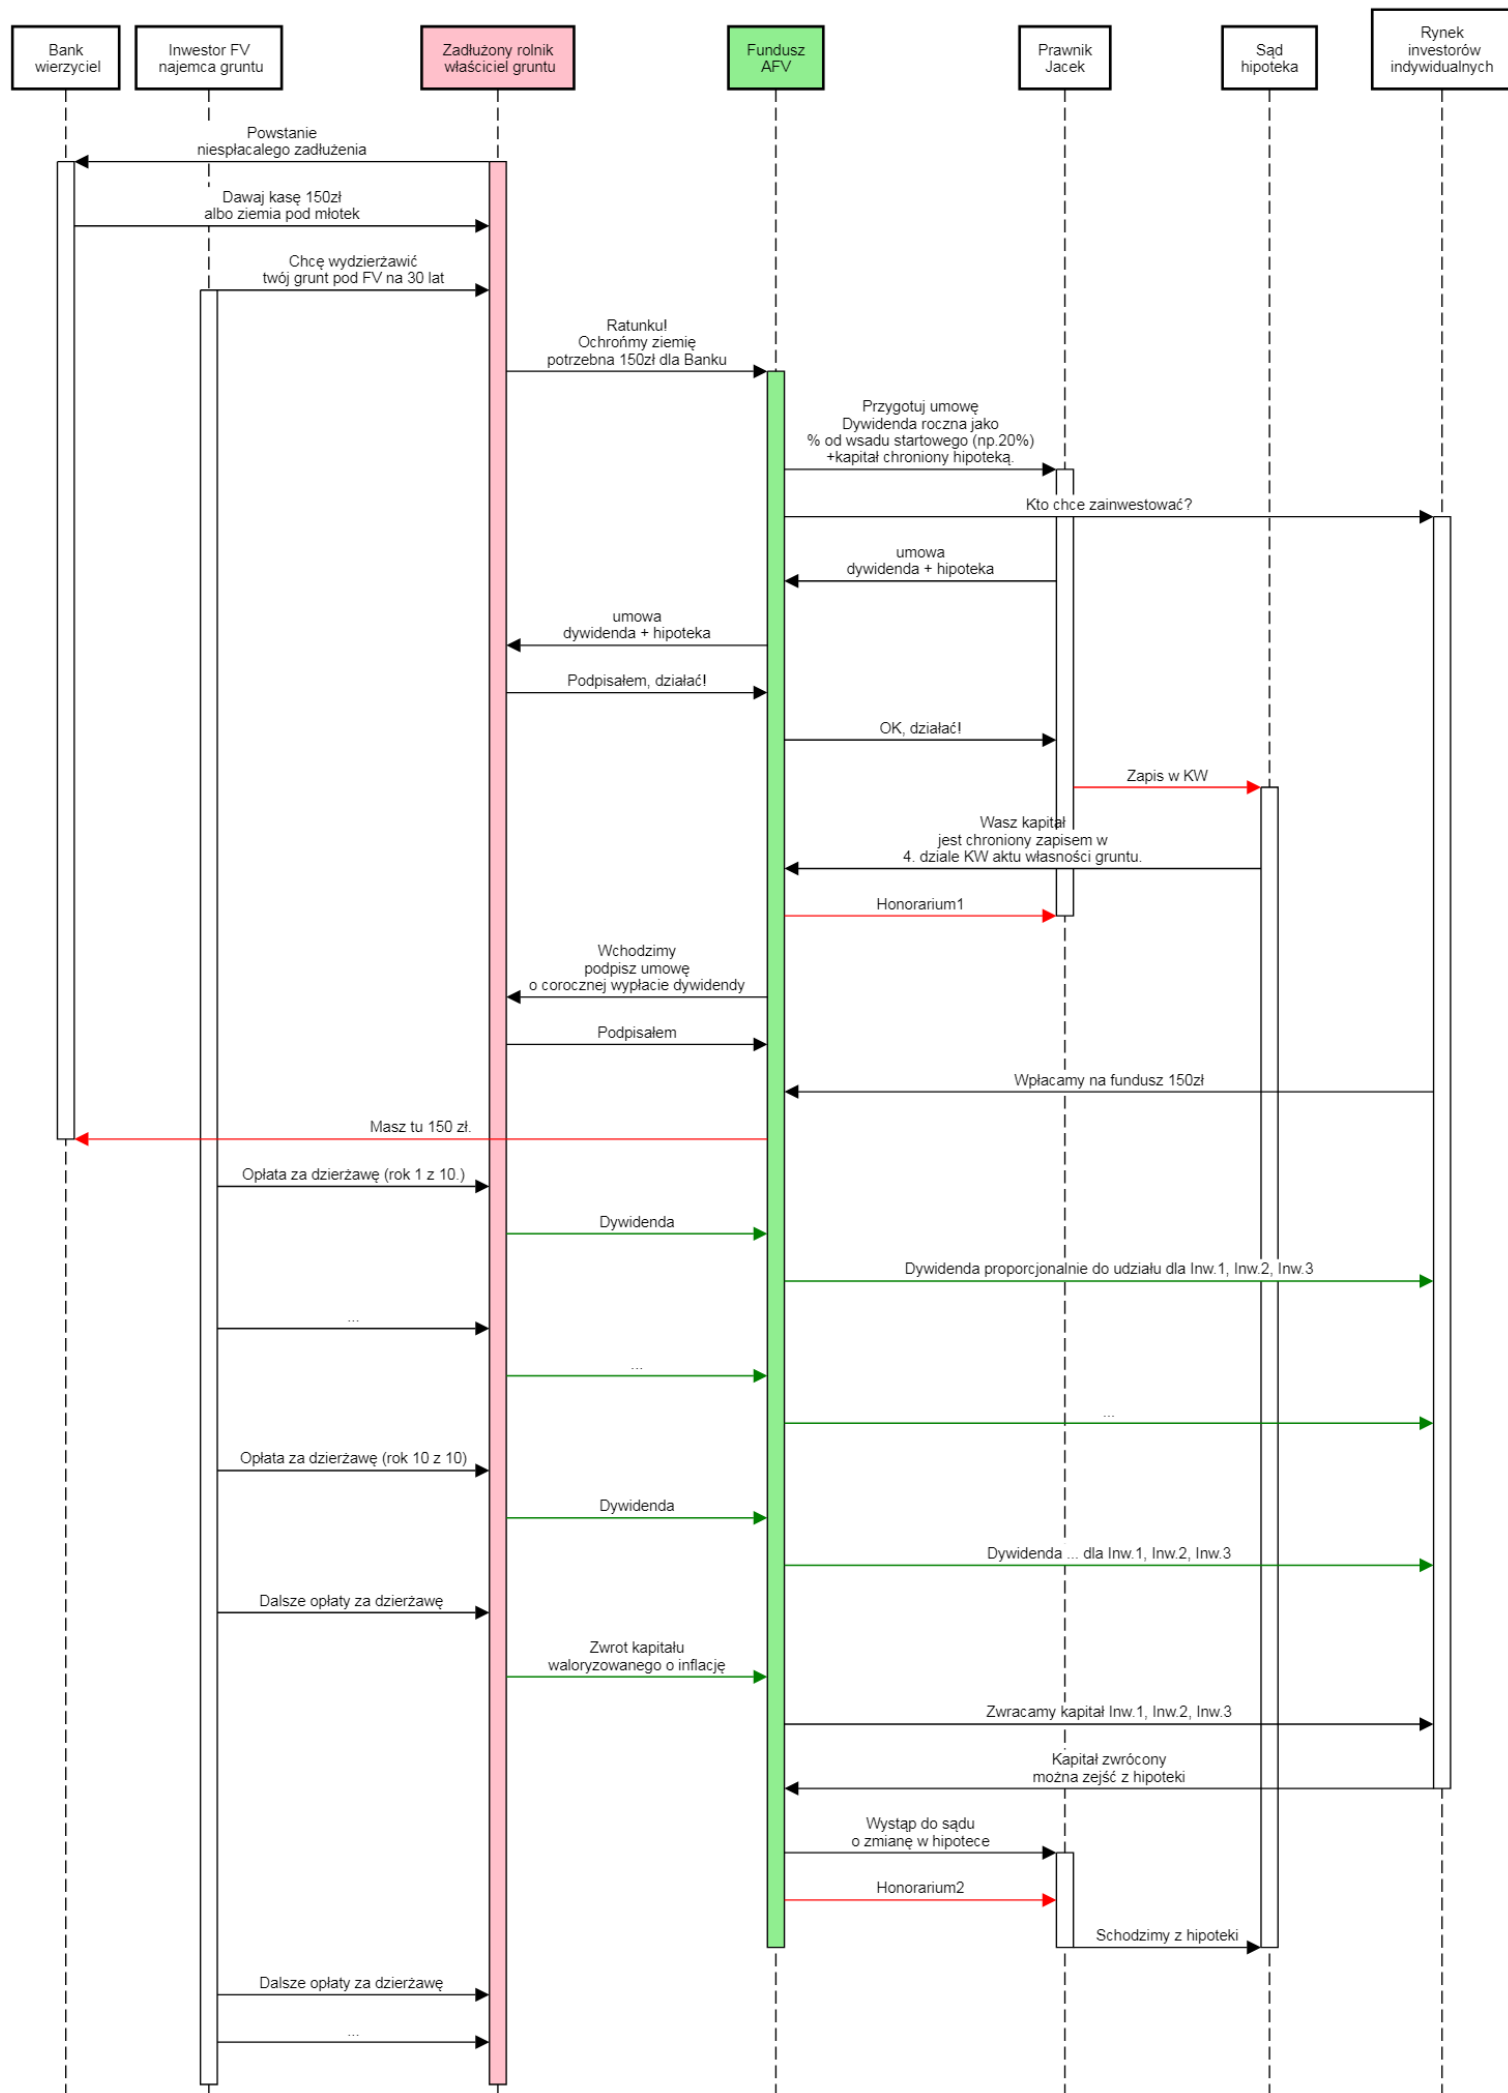 Bank
wierzyciel
Inwestor FV
najemca gruntu
Zadłużony rolnik
właściciel gruntu
Fundusz
AFV
Prawnik
Jacek
Sąd
hipoteka
Rynek
investorów
indywidualnych
Powstanie
niespłacalego zadłużenia
Dawaj kasę 150zł
albo ziemia pod młotek
Chcę wydzierżawić
twój grunt pod FV na 30 lat
Ratunku!
Ochrońmy ziemię
potrzebna 150zł dla Banku
Przygotuj umowę
Dywidenda roczna jako
% od wsadu startowego (np.20%)
+kapitał chroniony hipoteką.
Kto chce zainwestować?
umowa
dywidenda + hipoteka
umowa
dywidenda + hipoteka
Podpisałem, działać!
OK, działać!
Zapis w KW
Wasz kapitał
jest chroniony zapisem w
4. dziale KW aktu własności gruntu.
Honorarium1
Wchodzimy
podpisz umowę
o corocznej wypłacie dywidendy
Podpisałem
Wpłacamy na fundusz 150zł
Masz tu 150 zł.
Opłata za dzierżawę (rok 1 z 10.)
Dywidenda
Dywidenda proporcjonalnie do udziału dla Inw.1, Inw.2, Inw.3
...
...
...
Opłata za dzierżawę (rok 10 z 10)
Dywidenda
Dywidenda ... dla Inw.1, Inw.2, Inw.3
Dalsze opłaty za dzierżawę
Zwrot kapitału
waloryzowanego o inflację
Zwracamy kapitał Inw.1, Inw.2, Inw.3
Kapitał zwrócony
można zejść z hipoteki
Wystąp do sądu
o zmianę w hipotece
Honorarium2
Schodzimy z hipoteki
Dalsze opłaty za dzierżawę
...